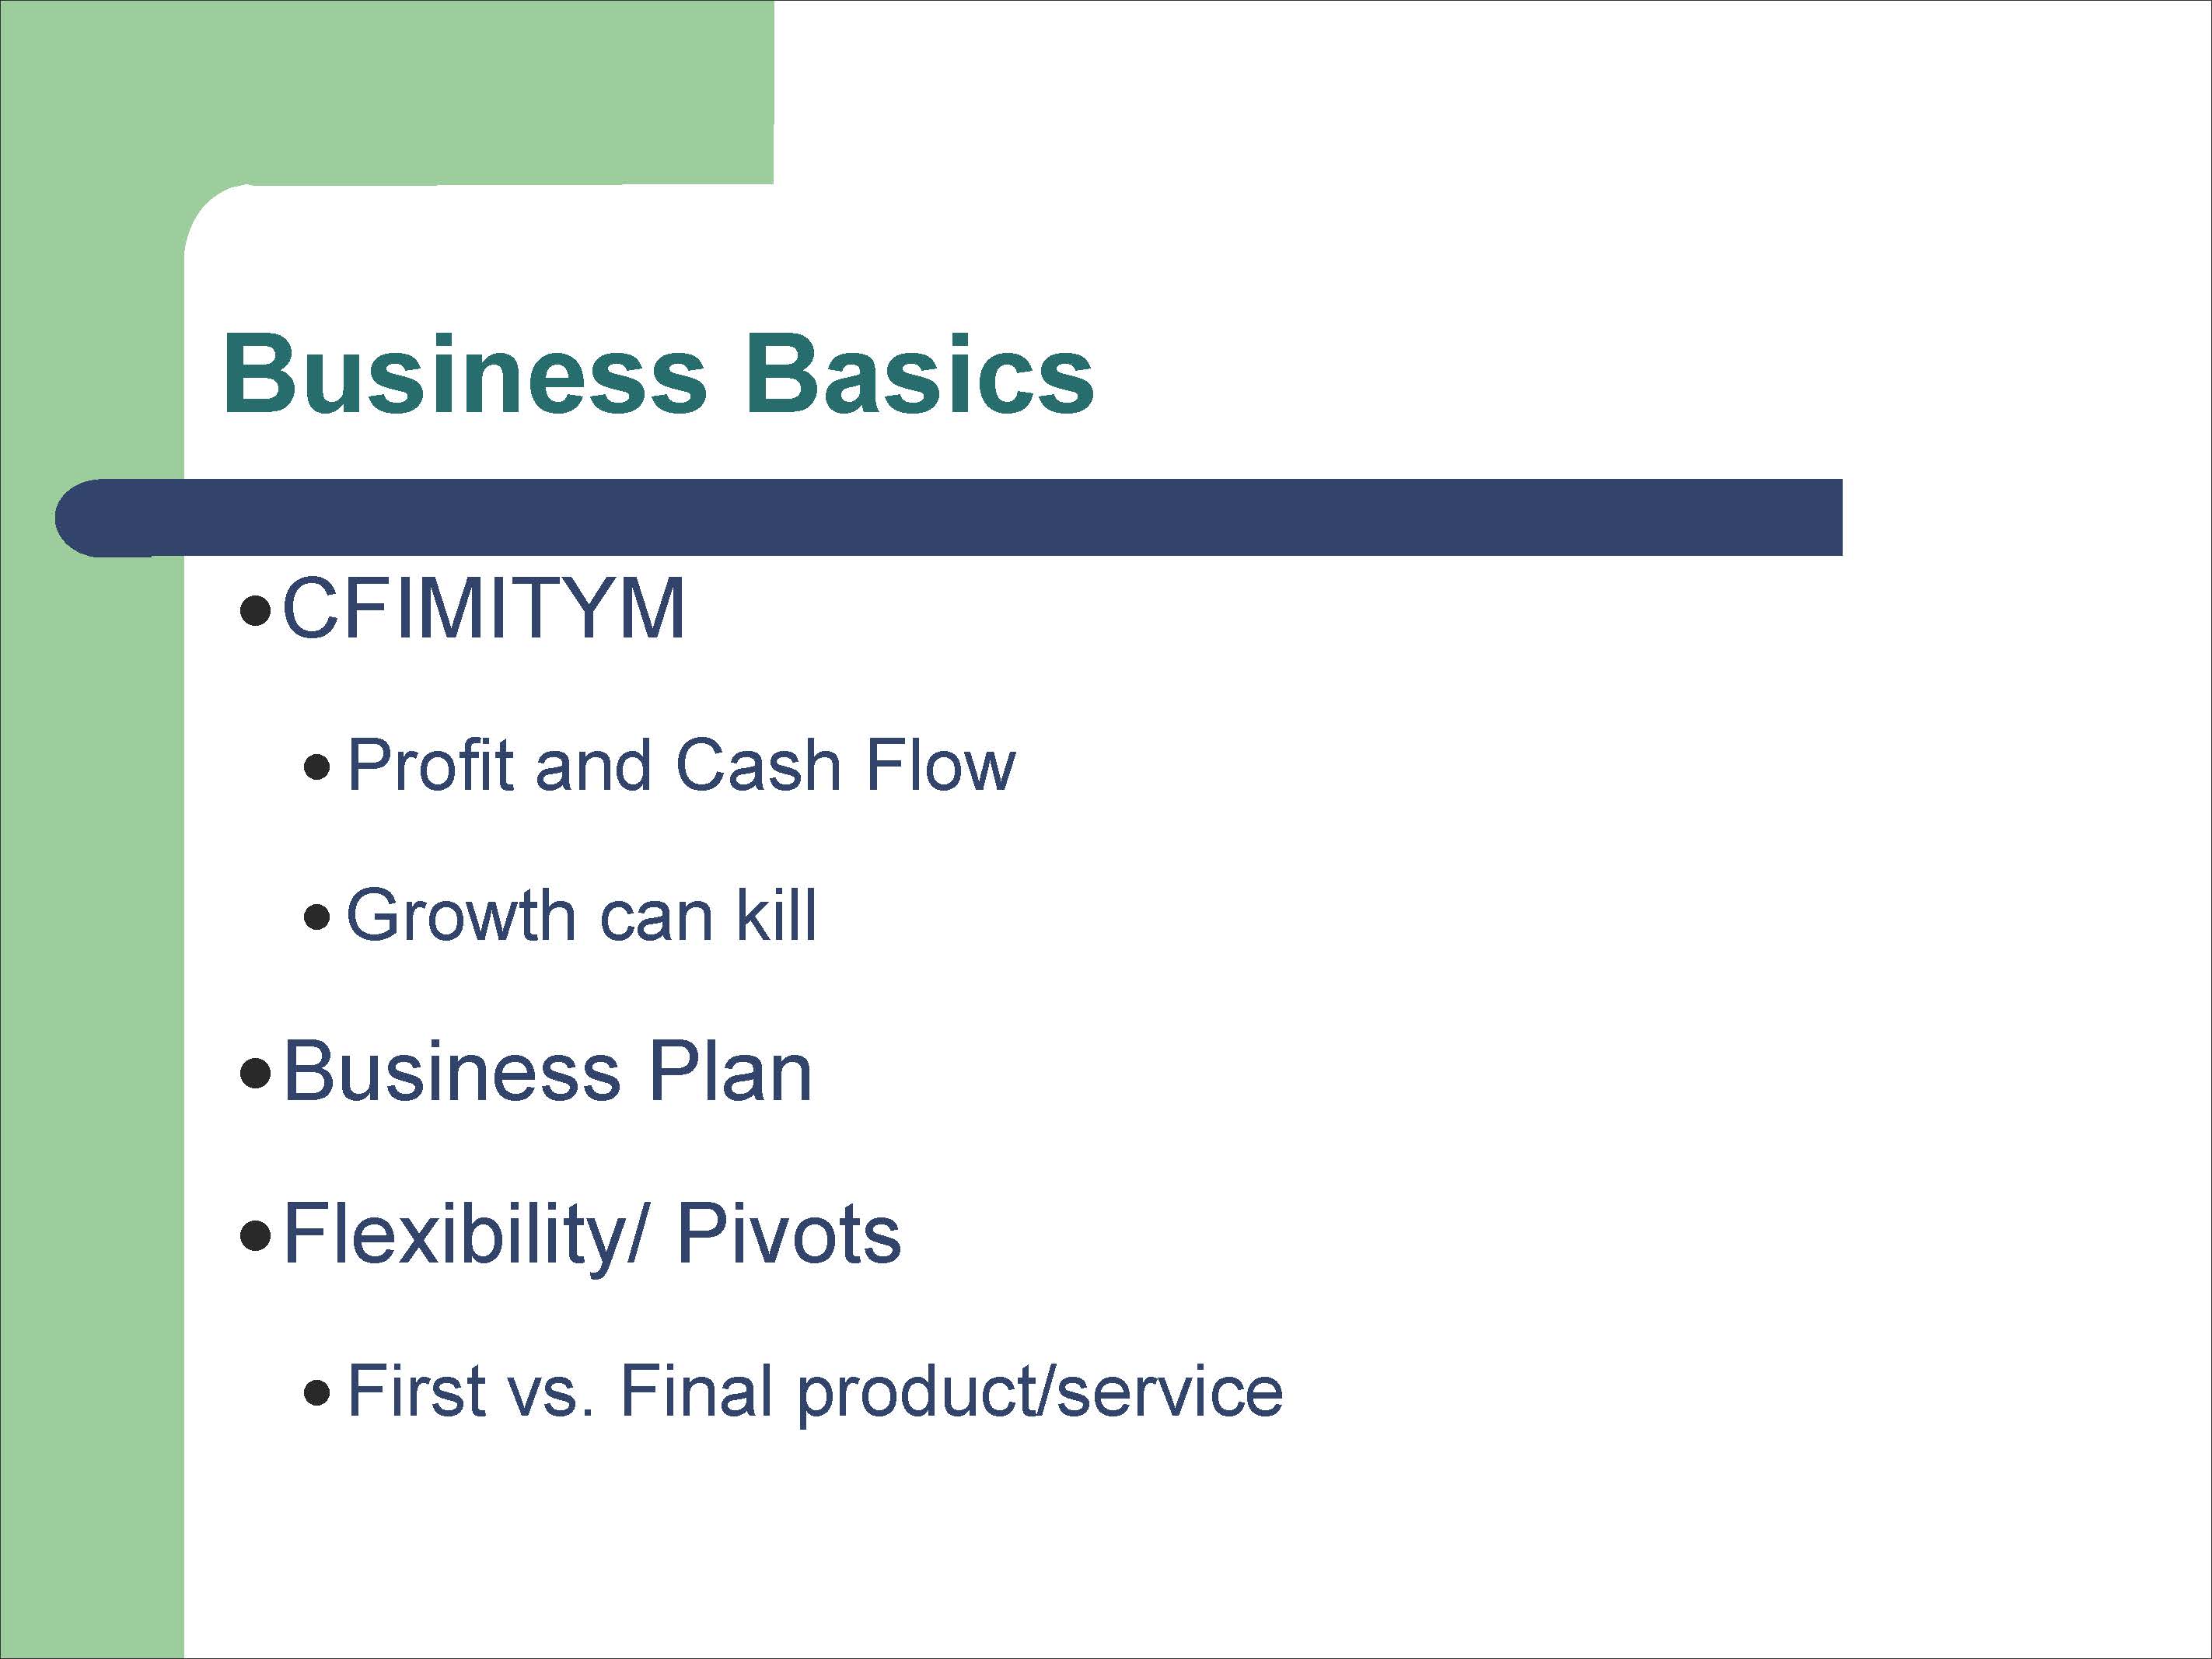 Business Basics
•CFIMITYM
• Profit and Cash Flow
• Growth can kill
•Business Plan
•Flexibility/ Pivots
• First vs. Final product/service